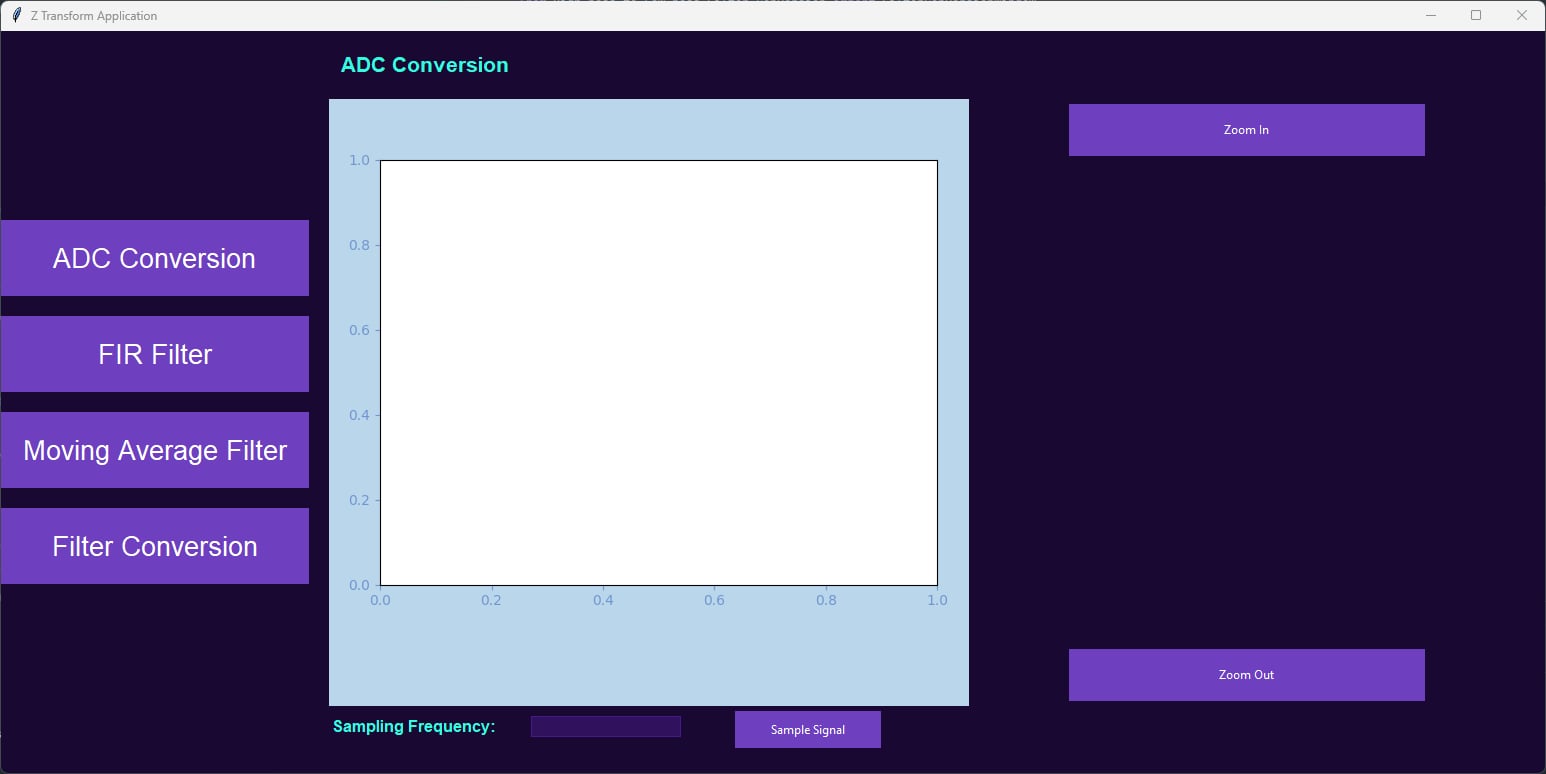 Z Transform Application
ADC Conversion
Zoom In
1.0
0.8
0.6
0.4
0.2
0.0
0.0 0.2 0.4 0.6 0.8 1.0
ADC Conversion
FIR Filter
Moving Average Filter
Filter Conversion
Zoom Out
Sampling Frequency:
Sample Signal